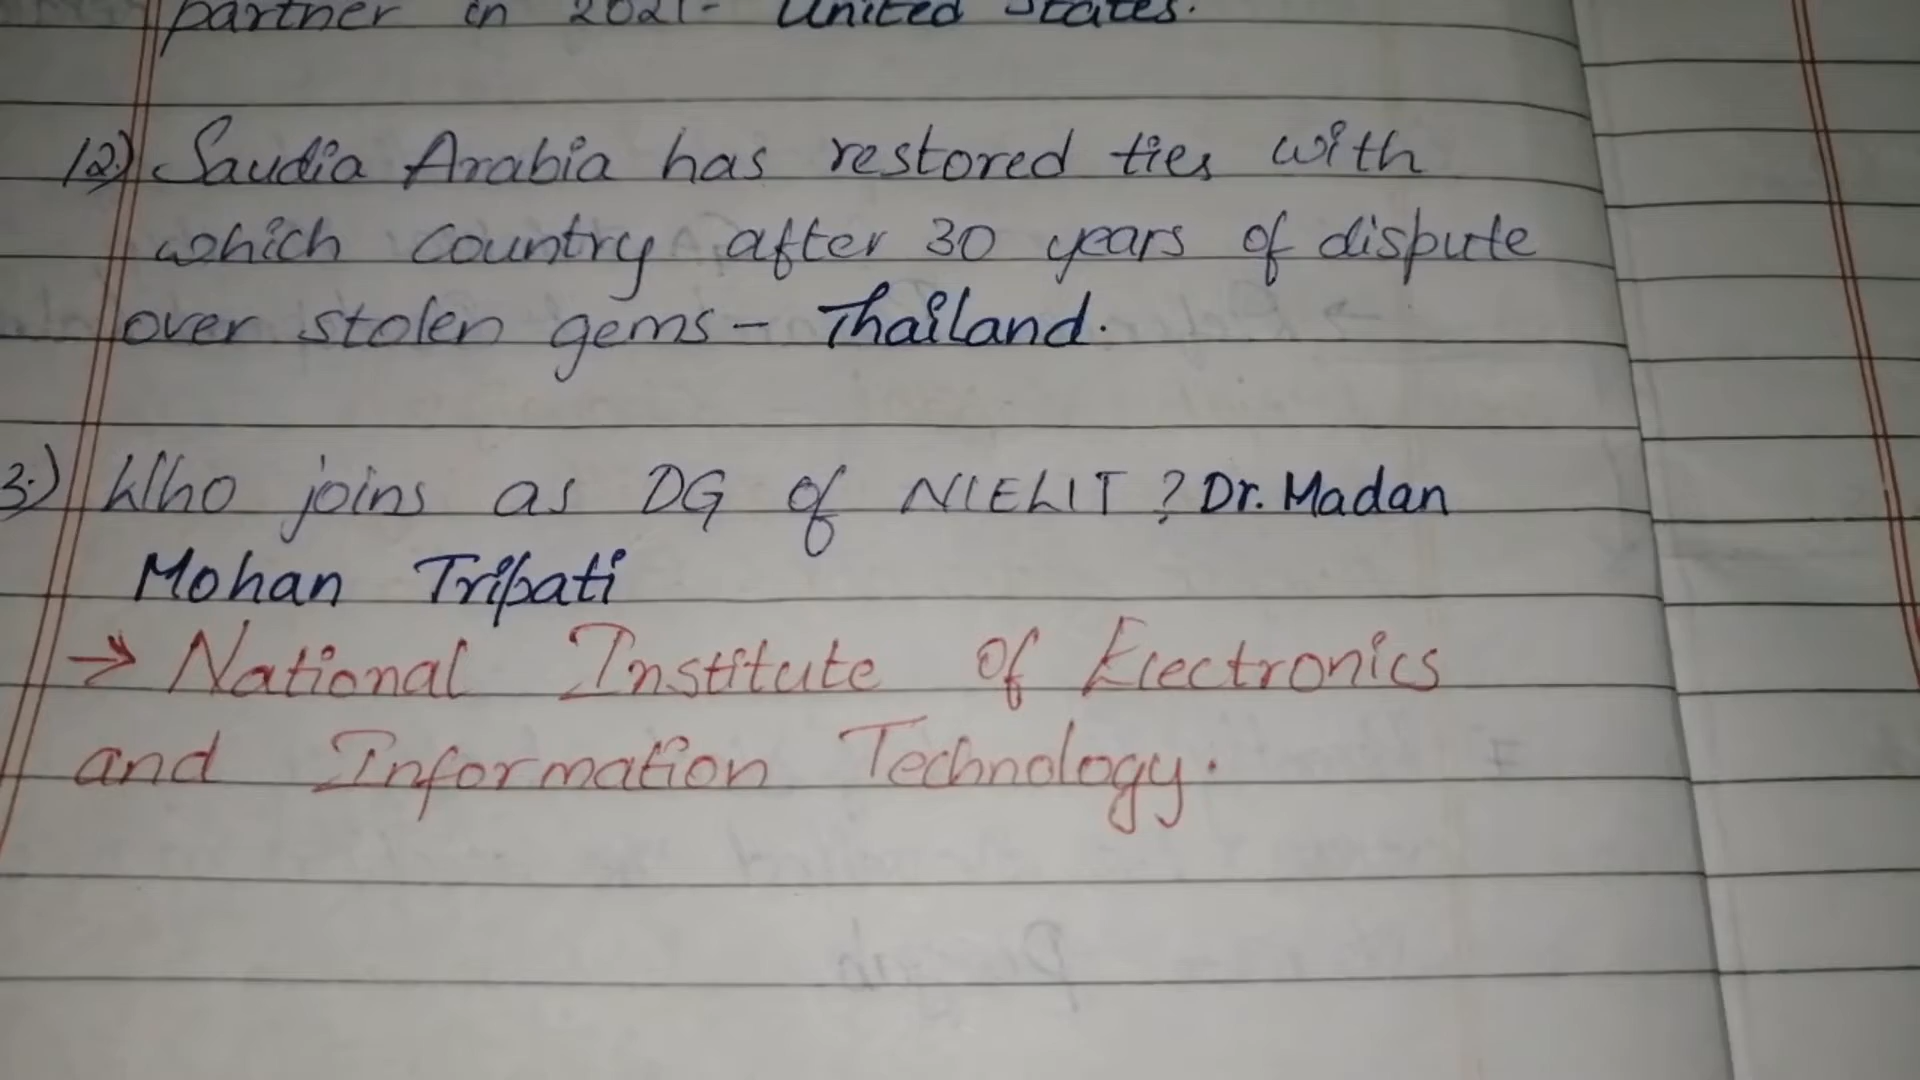 partner in 2021- United States.
12) Saudia Arabia has restored ties with
which country after 30 years of dispute
over stolen gems - Thailand.
3.) Who joins as DG of NIELIT ? Dr. Madan
Mohan Tripati
→ National Institute of Electronics
and Information Technology.